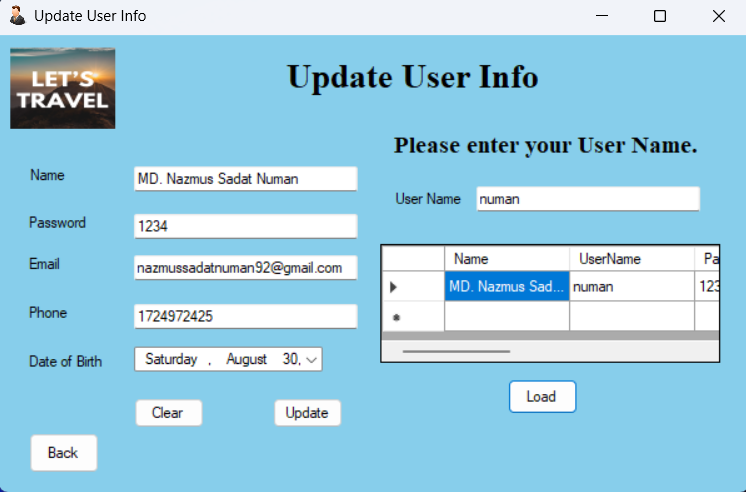 Update User Info
LET'S
TRAVEL
Update User Info
Please enter your User Name.
Name MD. Nazmus Sadat Numan
Password 1234
Email nazmussadatnuman92@gmail.com
Phone 1724972425
Date of Birth Saturday , August 30,
Clear Update
Back
User Name numan
Name UserName Pa
MD. Nazmus Sad... numan 123
Load